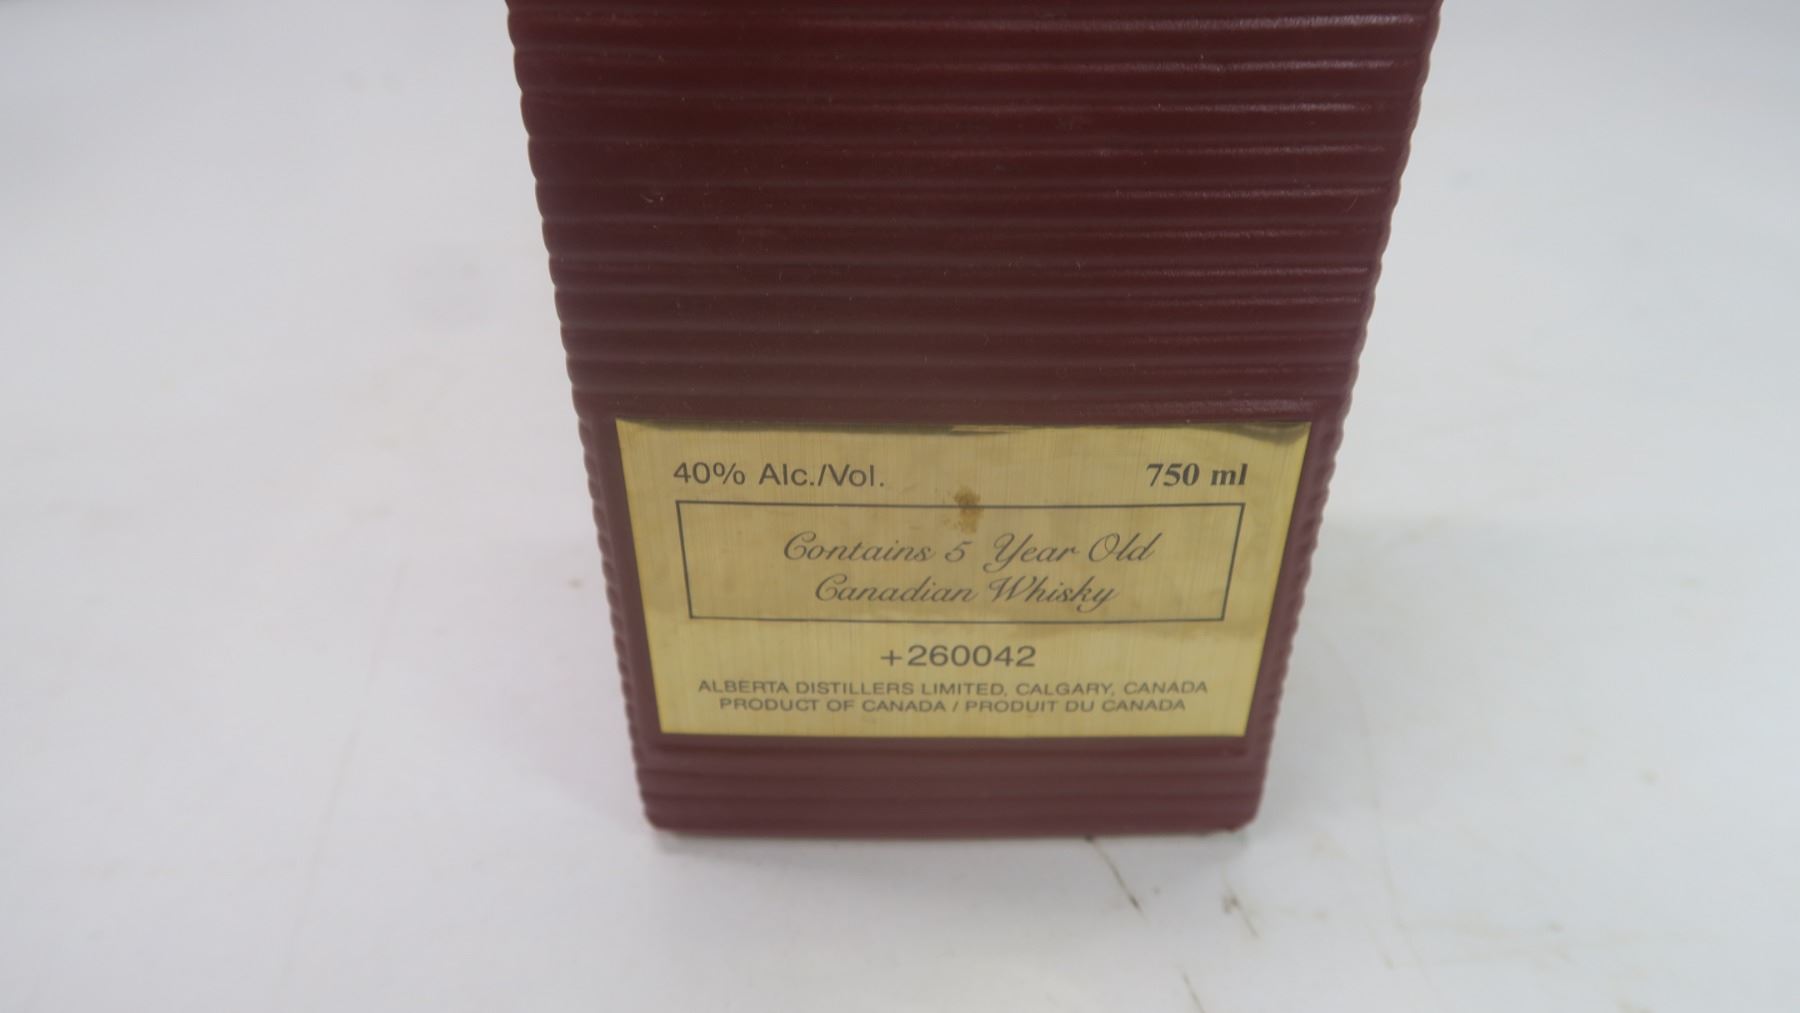 40% Alc./Vol. 750 ml
Contains 5 Year Old
Canadian Whisky
+260042
ALBERTA DISTILLERS LIMITED, CALGARY, CANADA
PRODUCT OF CANADA / PRODUIT DU CANADA